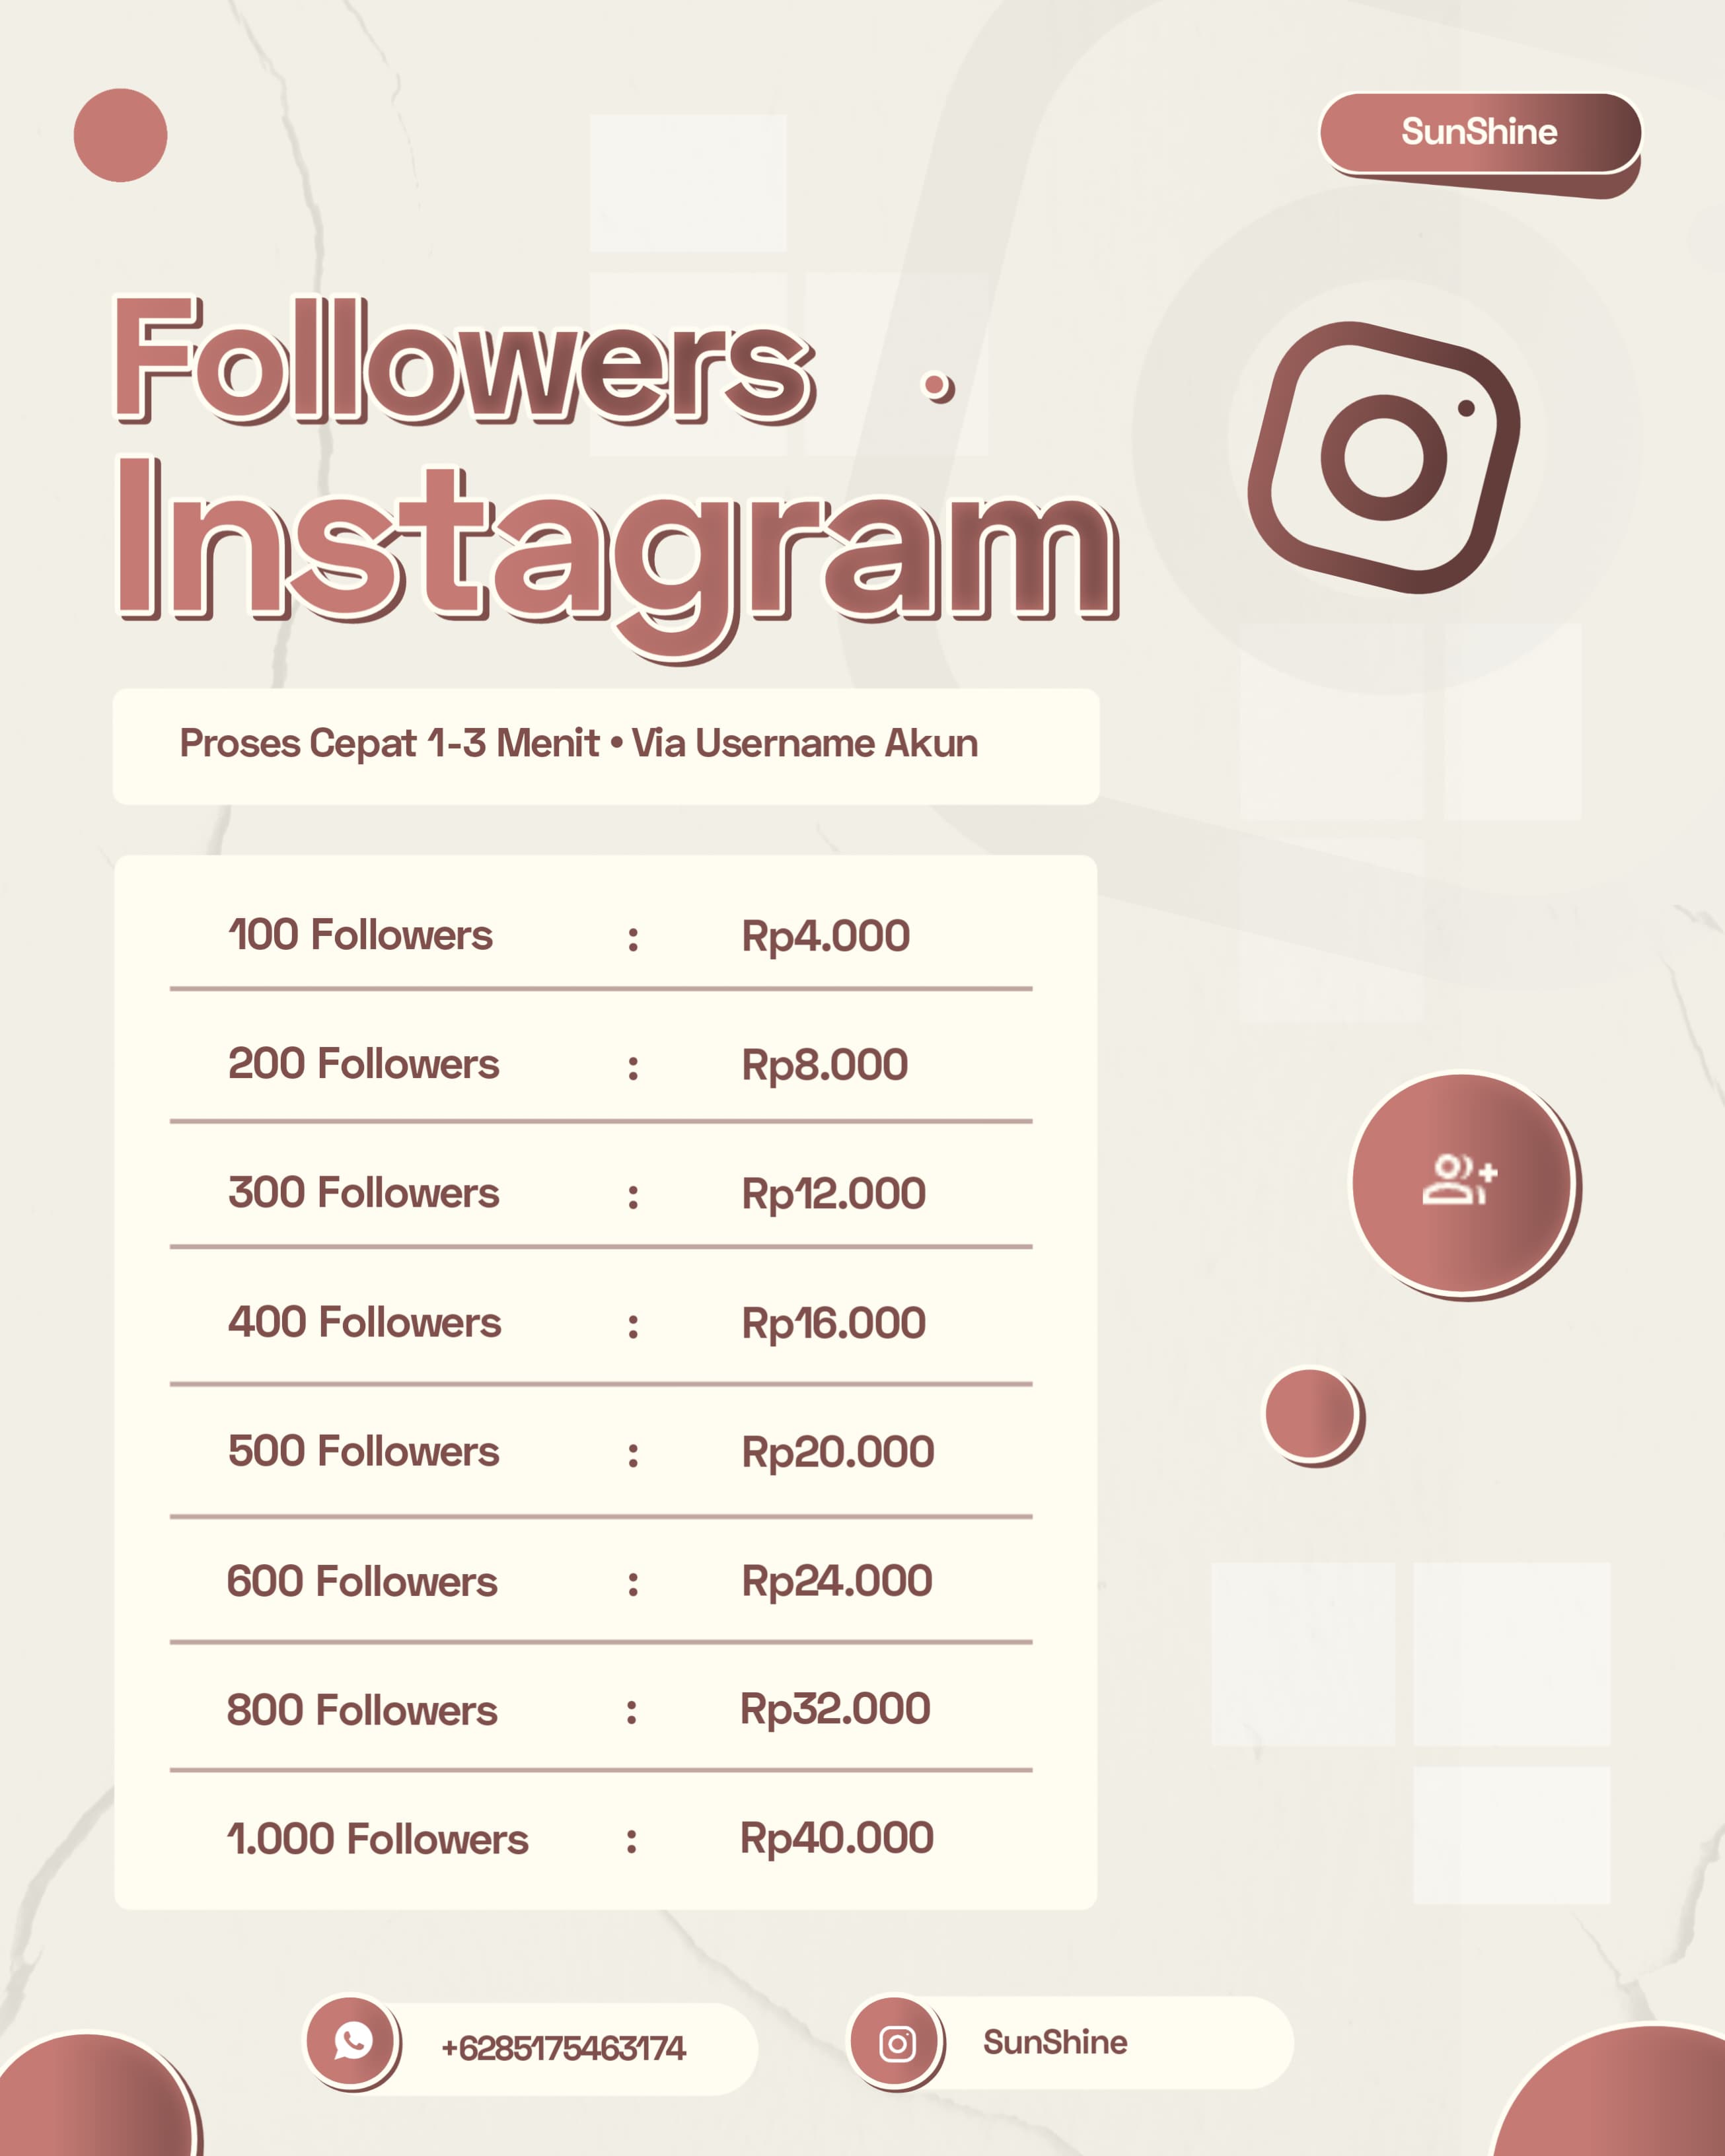 SunShine
Followers
Instagram
Proses Cepat 1-3 Menit • Via Username Akun
100 Followers : Rp4.000
200 Followers : Rp8.000
300 Followers : Rp12.000
400 Followers : Rp16.000
500 Followers : Rp20.000
600 Followers : Rp24.000
800 Followers : Rp32.000
1.000 Followers : Rp40.000
+6285175463174
SunShine